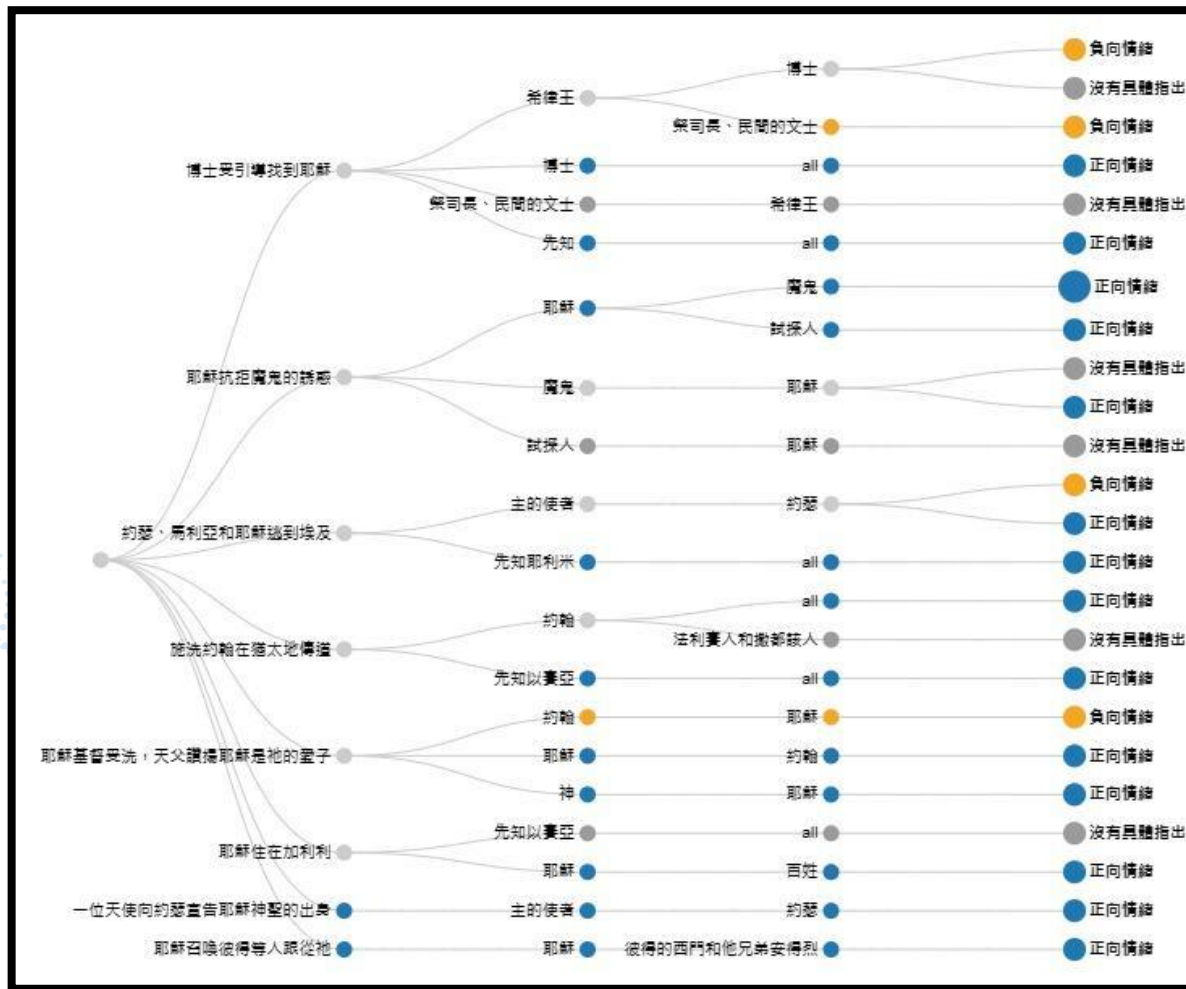 負向情緒
博士
沒有具體指出
希律王
祭司長、民間的文士
負向情緒
博士受引導找到耶穌
博士
all
正向情緒
祭司長、民間的文士
希律王
沒有具體指出
先知
all
正向情緒
魔鬼
正向情緒
耶穌
試探人
正向情緒
耶穌抗拒魔鬼的誘惑
沒有具體指出
魔鬼
耶穌
正向情緒
試探人
耶穌
沒有具體指出
負向情緒
主的使者
約瑟
正向情緒
約瑟、馬利亞和耶穌逃到埃及
先知耶利米
all
正向情緒
all
正向情緒
約翰
法利賽人和撒都該人
沒有具體指出
施洗約翰在猶太地傳道
先知以賽亞
all
正向情緒
約翰
耶穌
負向情緒
耶穌基督受洗，天父讚揚耶穌是祂的愛子
耶穌
約翰
正向情緒
神
耶穌
正向情緒
先知以賽亞
all
沒有具體指出
耶穌住在加利利
耶穌
百姓
正向情緒
一位天使向約瑟宣告耶穌神聖的出身
主的使者
約瑟
正向情緒
耶穌召喚彼得等人跟從祂
耶穌
彼得的西門和他兄弟安得烈
正向情緒